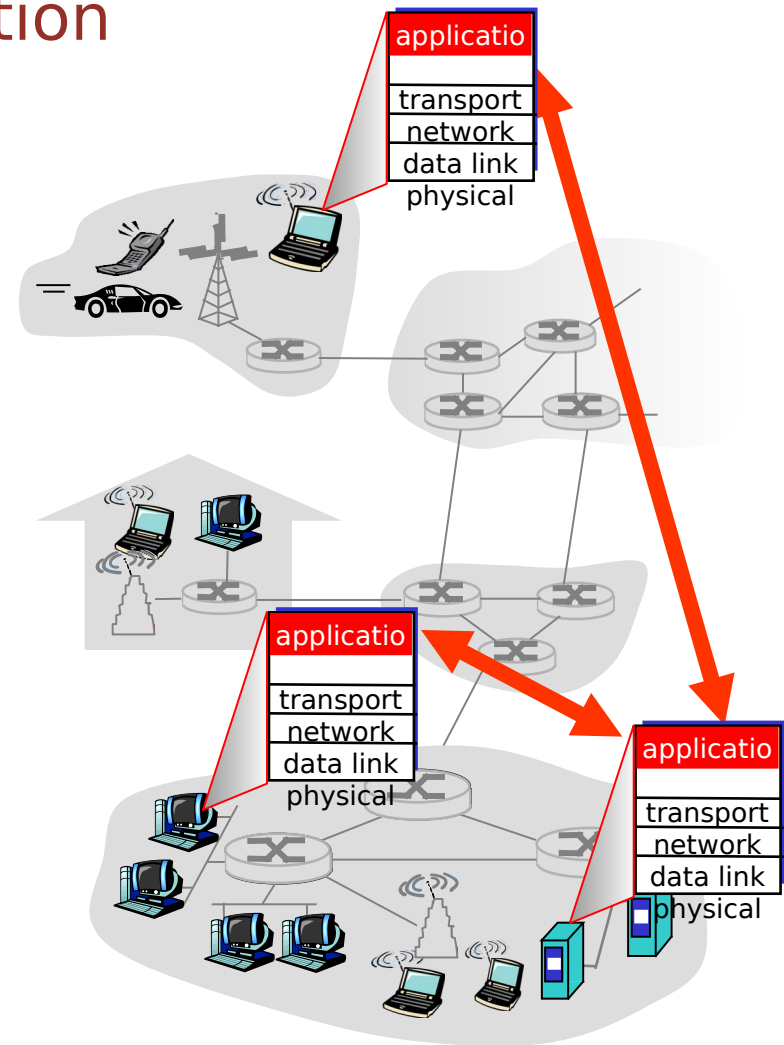 tion
applicatio
transport
network
data link
physical
applicatio
transport
network
data link
physical
applicatio
transport
network
data link
physical